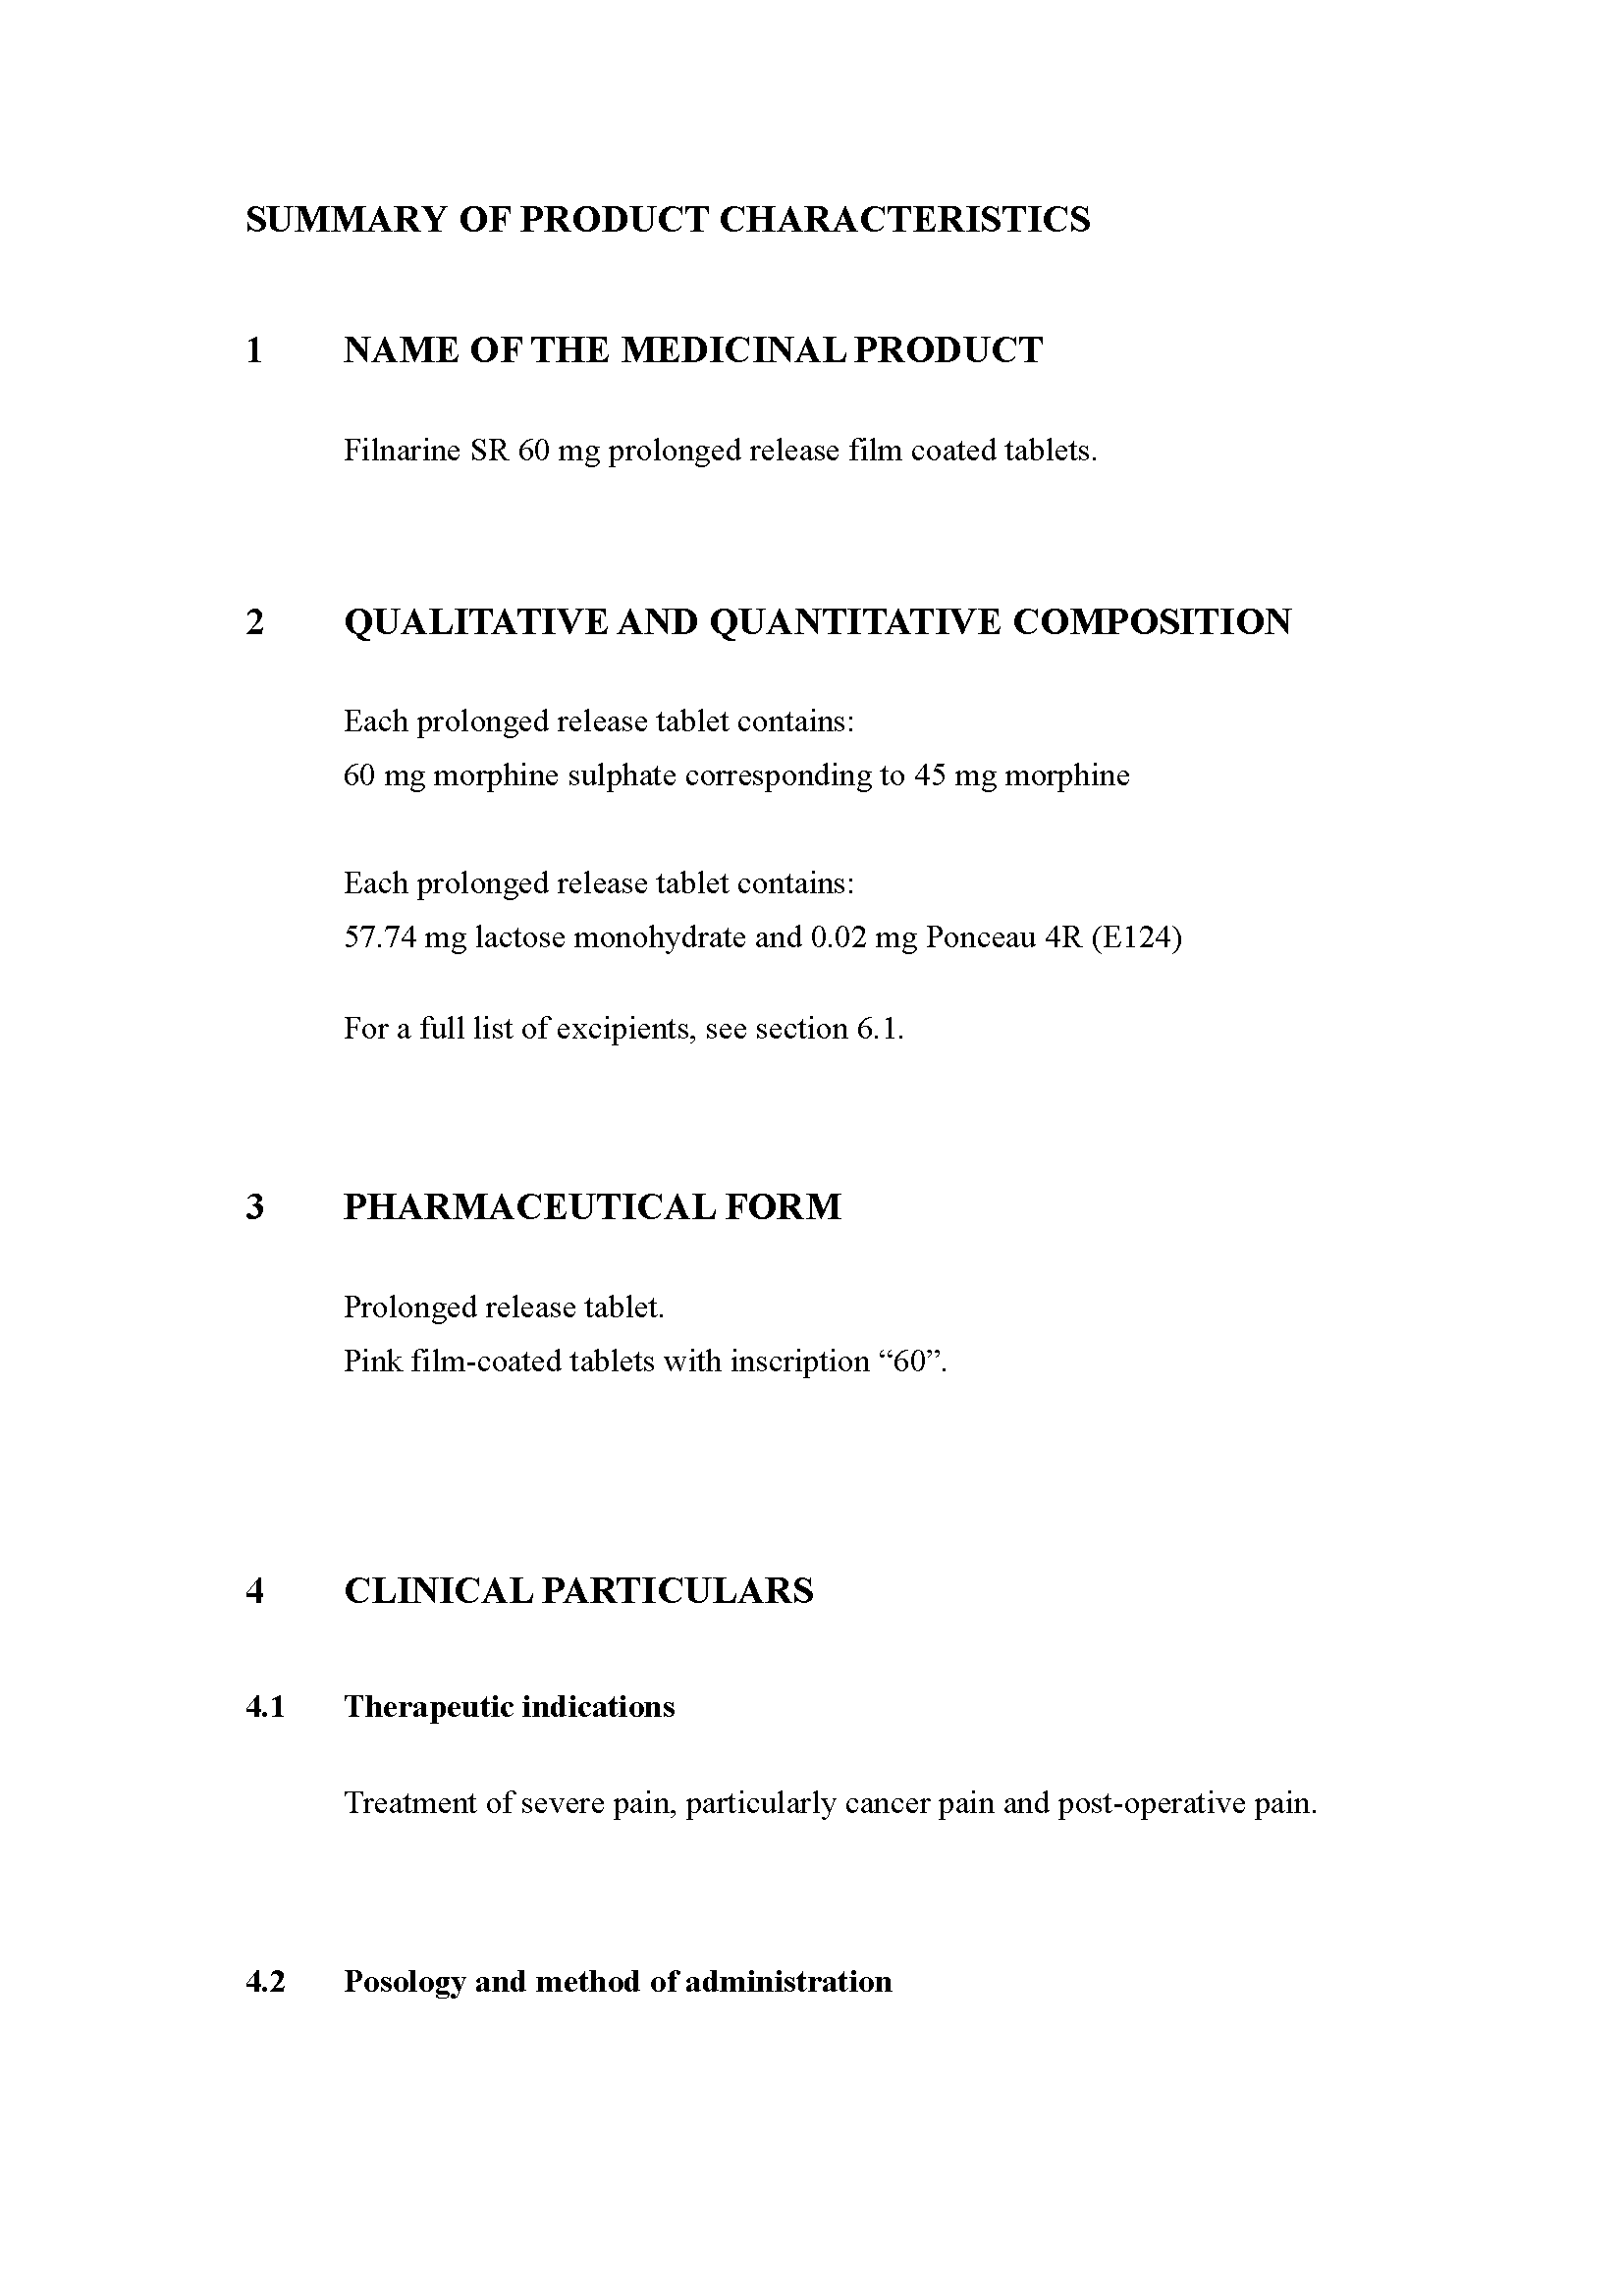 SUMMARY OF PRODUCT CHARACTERISTICS
1 NAME OF THE MEDICINAL PRODUCT
Filnarine SR 60 mg prolonged release film coated tablets.
2 QUALITATIVE AND QUANTITATIVE COMPOSITION
Each prolonged release tablet contains:
60 mg morphine sulphate corresponding to 45 mg morphine
Each prolonged release tablet contains:
57.74 mg lactose monohydrate and 0.02 mg Ponceau 4R (E124)
For a full list of excipients, see section 6.1.
3 PHARMACEUTICAL FORM
Prolonged release tablet.
Pink film-coated tablets with inscription “60”.
4 CLINICAL PARTICULARS
4.1 Therapeutic indications
Treatment of severe pain, particularly cancer pain and post-operative pain.
4.2 Posology and method of administration